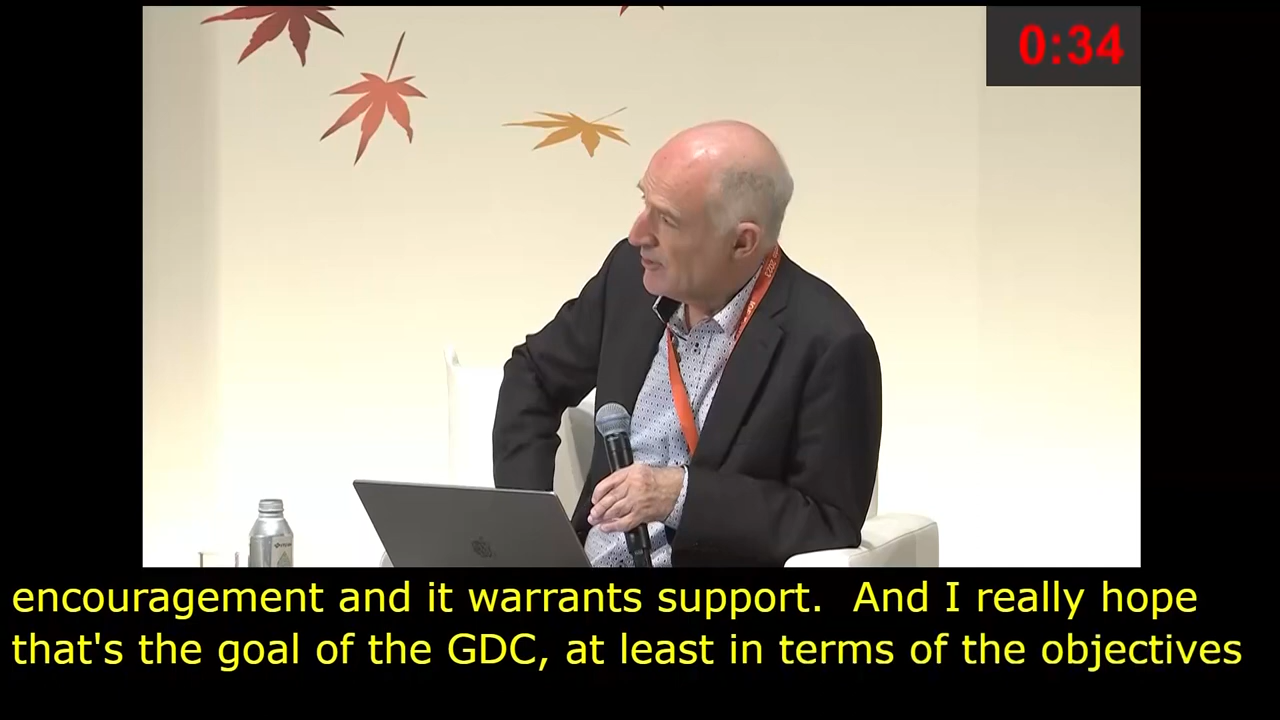 0:34
encouragement and it warrants support.  And I really hope
that's the goal of the GDC, at least in terms of the objectives